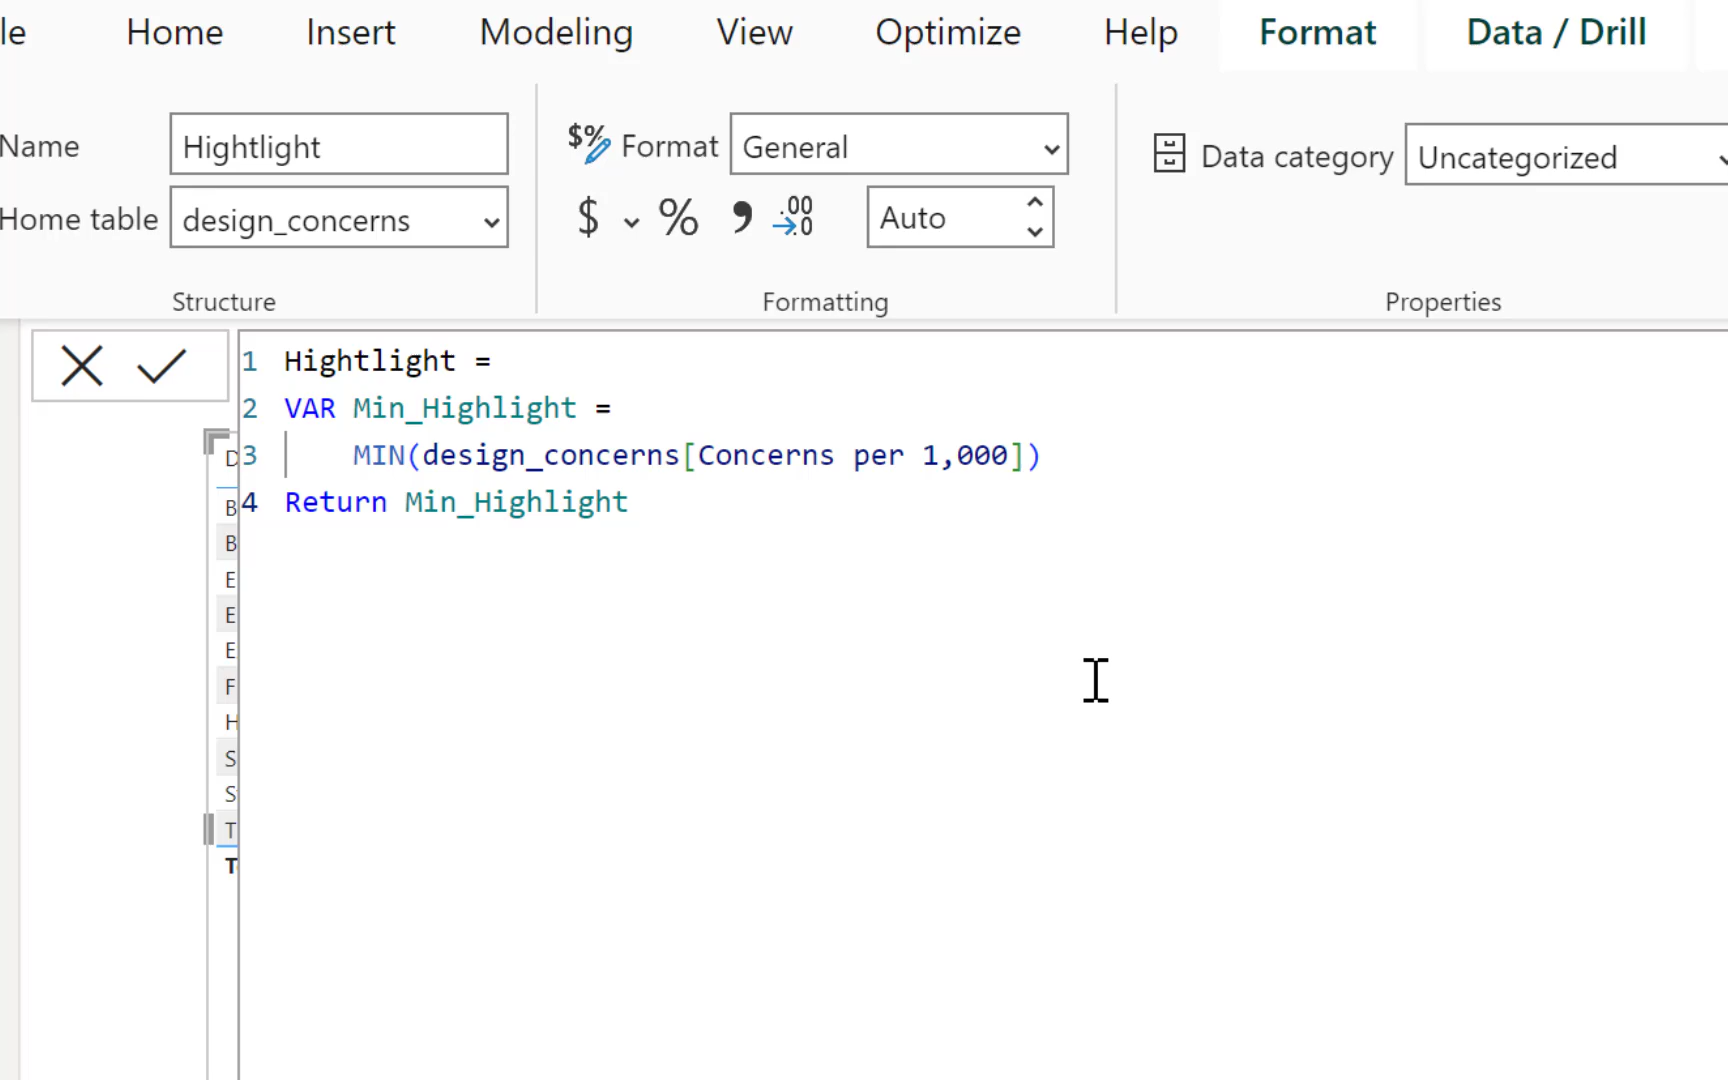 le Home Insert Modeling View Optimize Help Format Data / Drill
Name Hightlight $% Format General Data category Uncategorized
Home table design_concerns $ % , .00 .0 Auto
Structure Formatting Properties
1 Hightlight =
2 VAR Min_Highlight =
3 MIN(design_concerns[Concerns per 1,000])
4 Return Min_Highlight
D
B
B
E
E
E
F
H
S
S
T
T